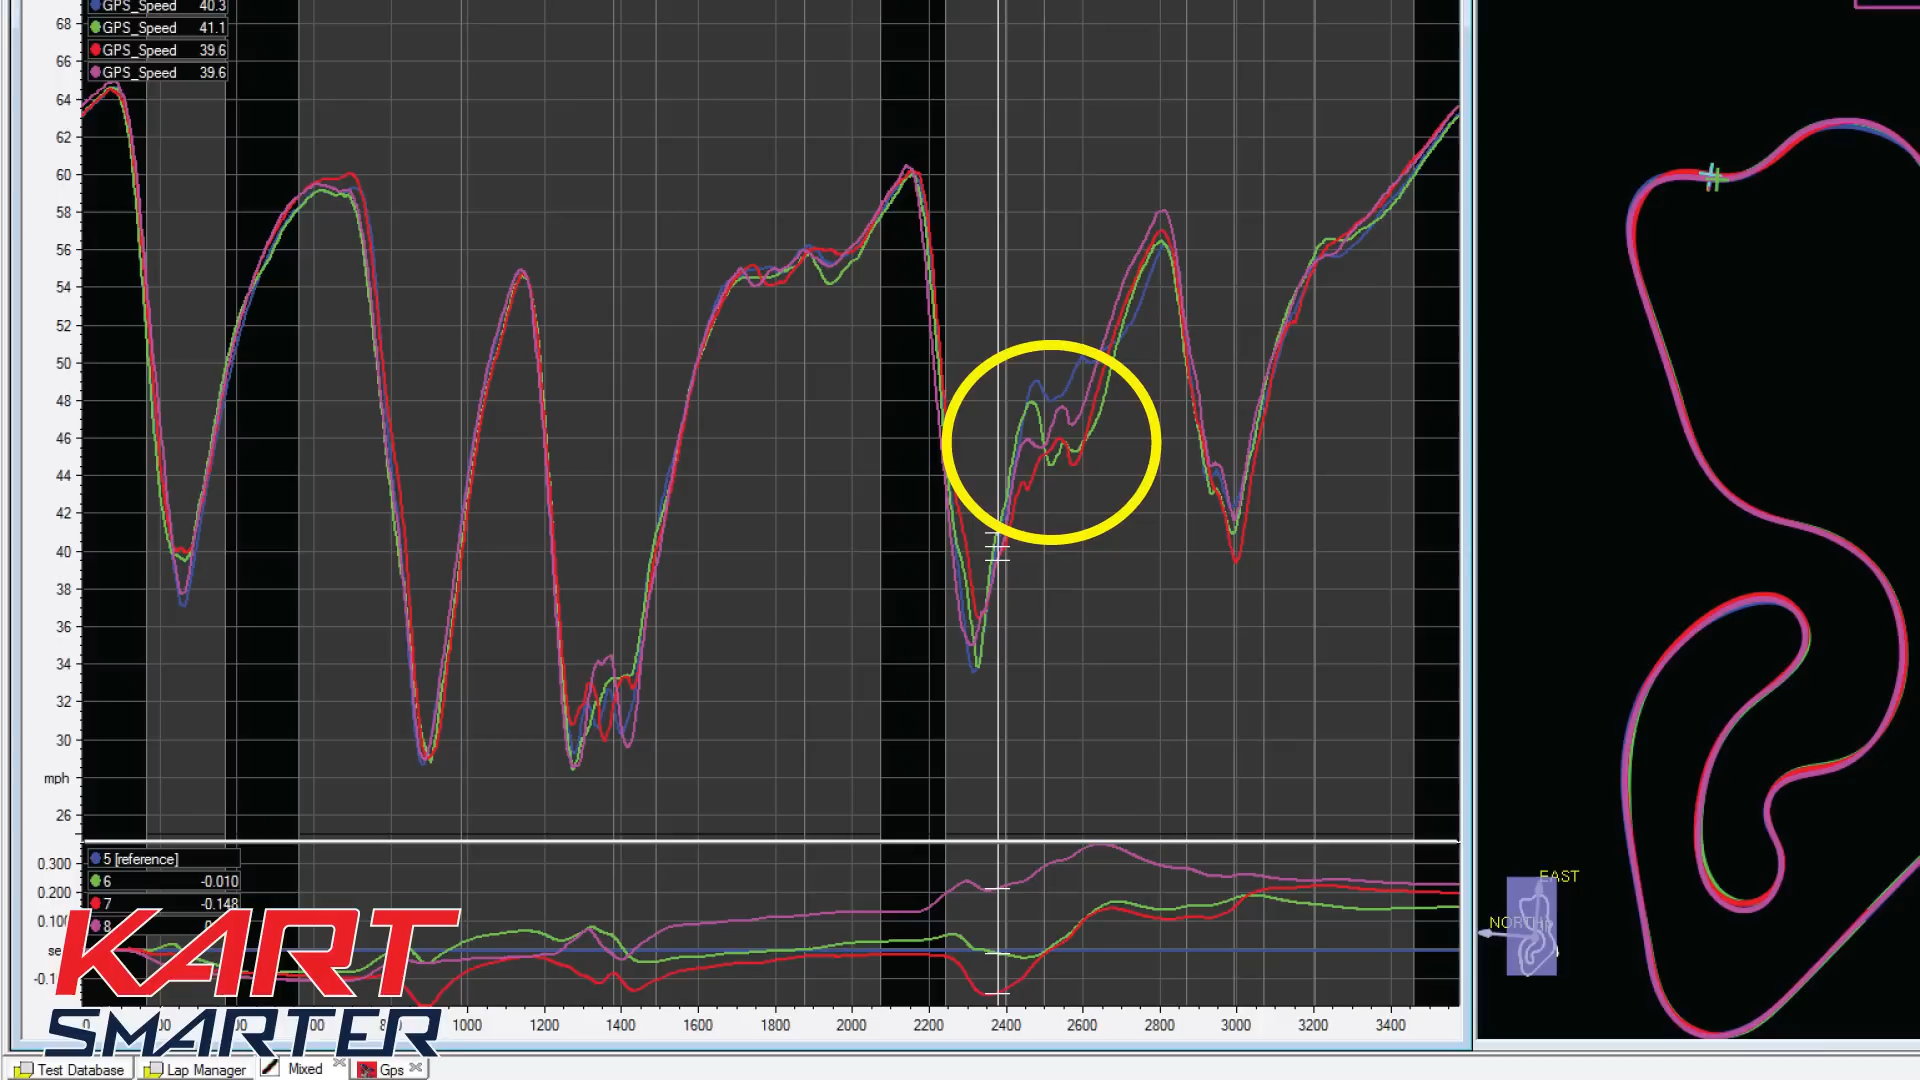 GPS_Speed 40.3
GPS_Speed 41.1
GPS_Speed 39.6
GPS_Speed 39.6
68
66
64
62
60
58
56
54
52
50
48
46
44
42
40
38
36
34
32
30
mph
26
0.300
0.200
5 [reference]
6 -0.010
7 -0.148
8
KART
SMARTER
0
1000 1200 1400 1600 1800 2000 2200 2400 2600 2800 3000 3200 3400
EAST
NORTH
Test Database
Lap Manager
Mixed
Gps